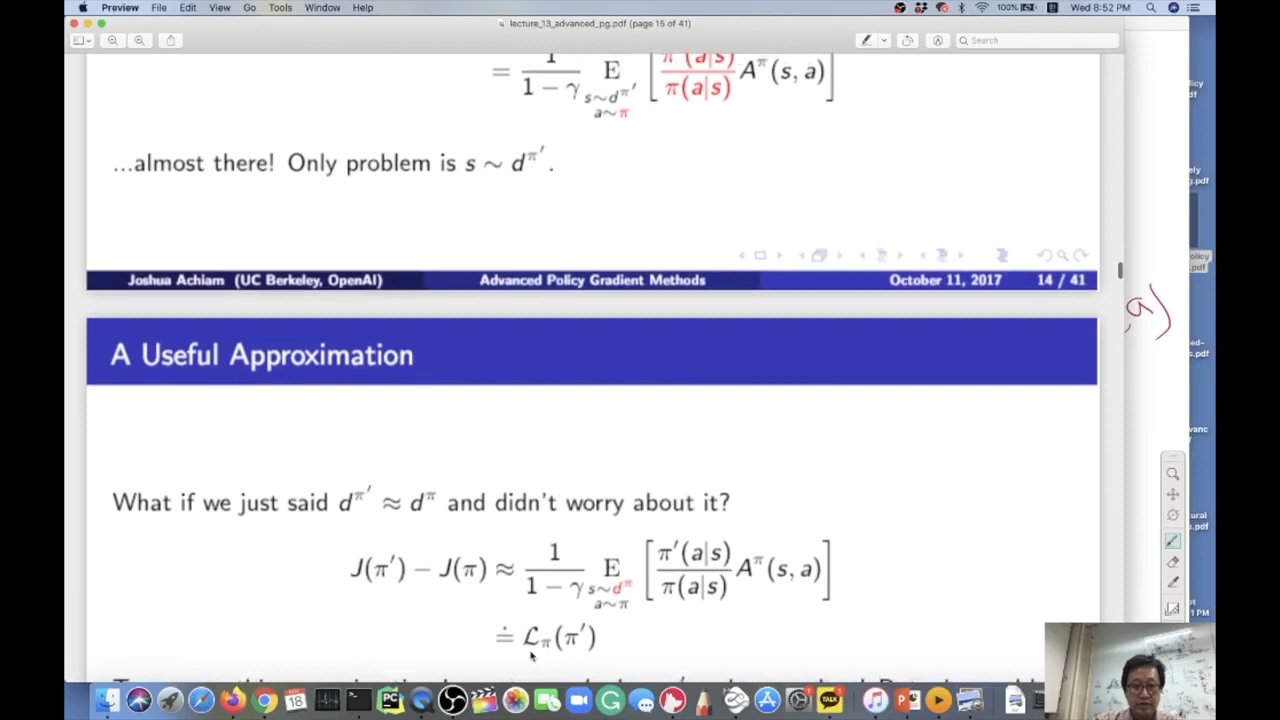 Preview File Edit View Go Tools Window Help 100% Wed 8:52 PM
lecture_13_advanced_pg.pdf (page 15 of 41)
Search
= 1/(1 − γ) E_{s∼d^{π′}, a∼π} [π′(a|s)/π(a|s) A^π(s, a)]
...almost there! Only problem is s ∼ d^{π′}.
Joshua Achiam (UC Berkeley, OpenAI) Advanced Policy Gradient Methods October 11, 2017 14 / 41
A Useful Approximation
What if we just said d^{π′} ≈ d^π and didn't worry about it?
J(π′) − J(π) ≈ 1/(1 − γ) E_{s∼d^π, a∼π} [π′(a|s)/π(a|s) A^π(s, a)]
≐ ℒ_π(π′)